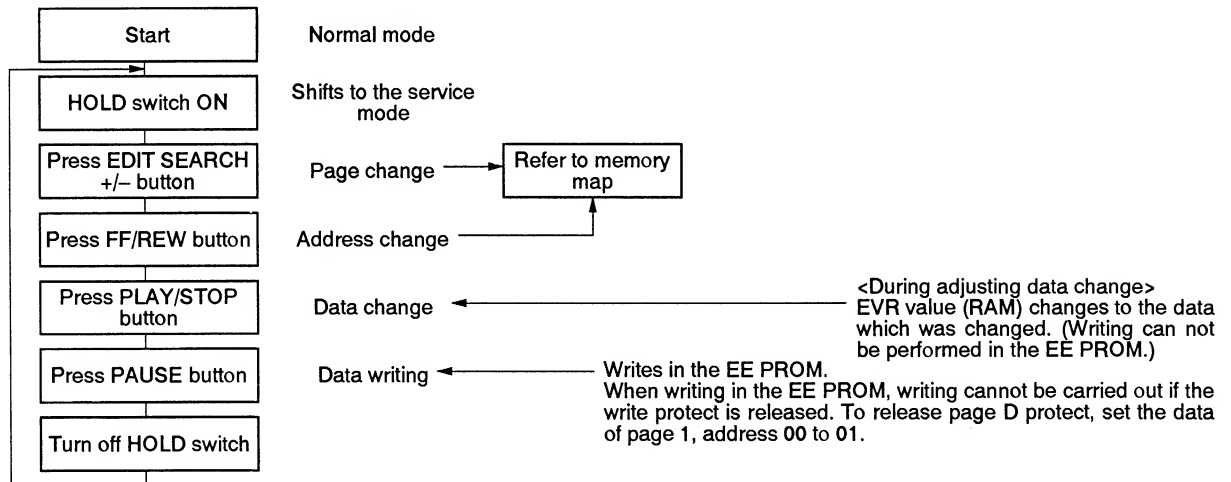 Start
Normal mode
HOLD switch ON
Shifts to the service
mode
Press EDIT SEARCH
+/– button
Page change
Refer to memory
map
Press FF/REW button
Address change
Press PLAY/STOP
button
Data change
<During adjusting data change>
EVR value (RAM) changes to the data
which was changed. (Writing can not
be performed in the EE PROM.)
Press PAUSE button
Data writing
Writes in the EE PROM.
When writing in the EE PROM, writing cannot be carried out if the
write protect is released. To release page D protect, set the data
of page 1, address 00 to 01.
Turn off HOLD switch